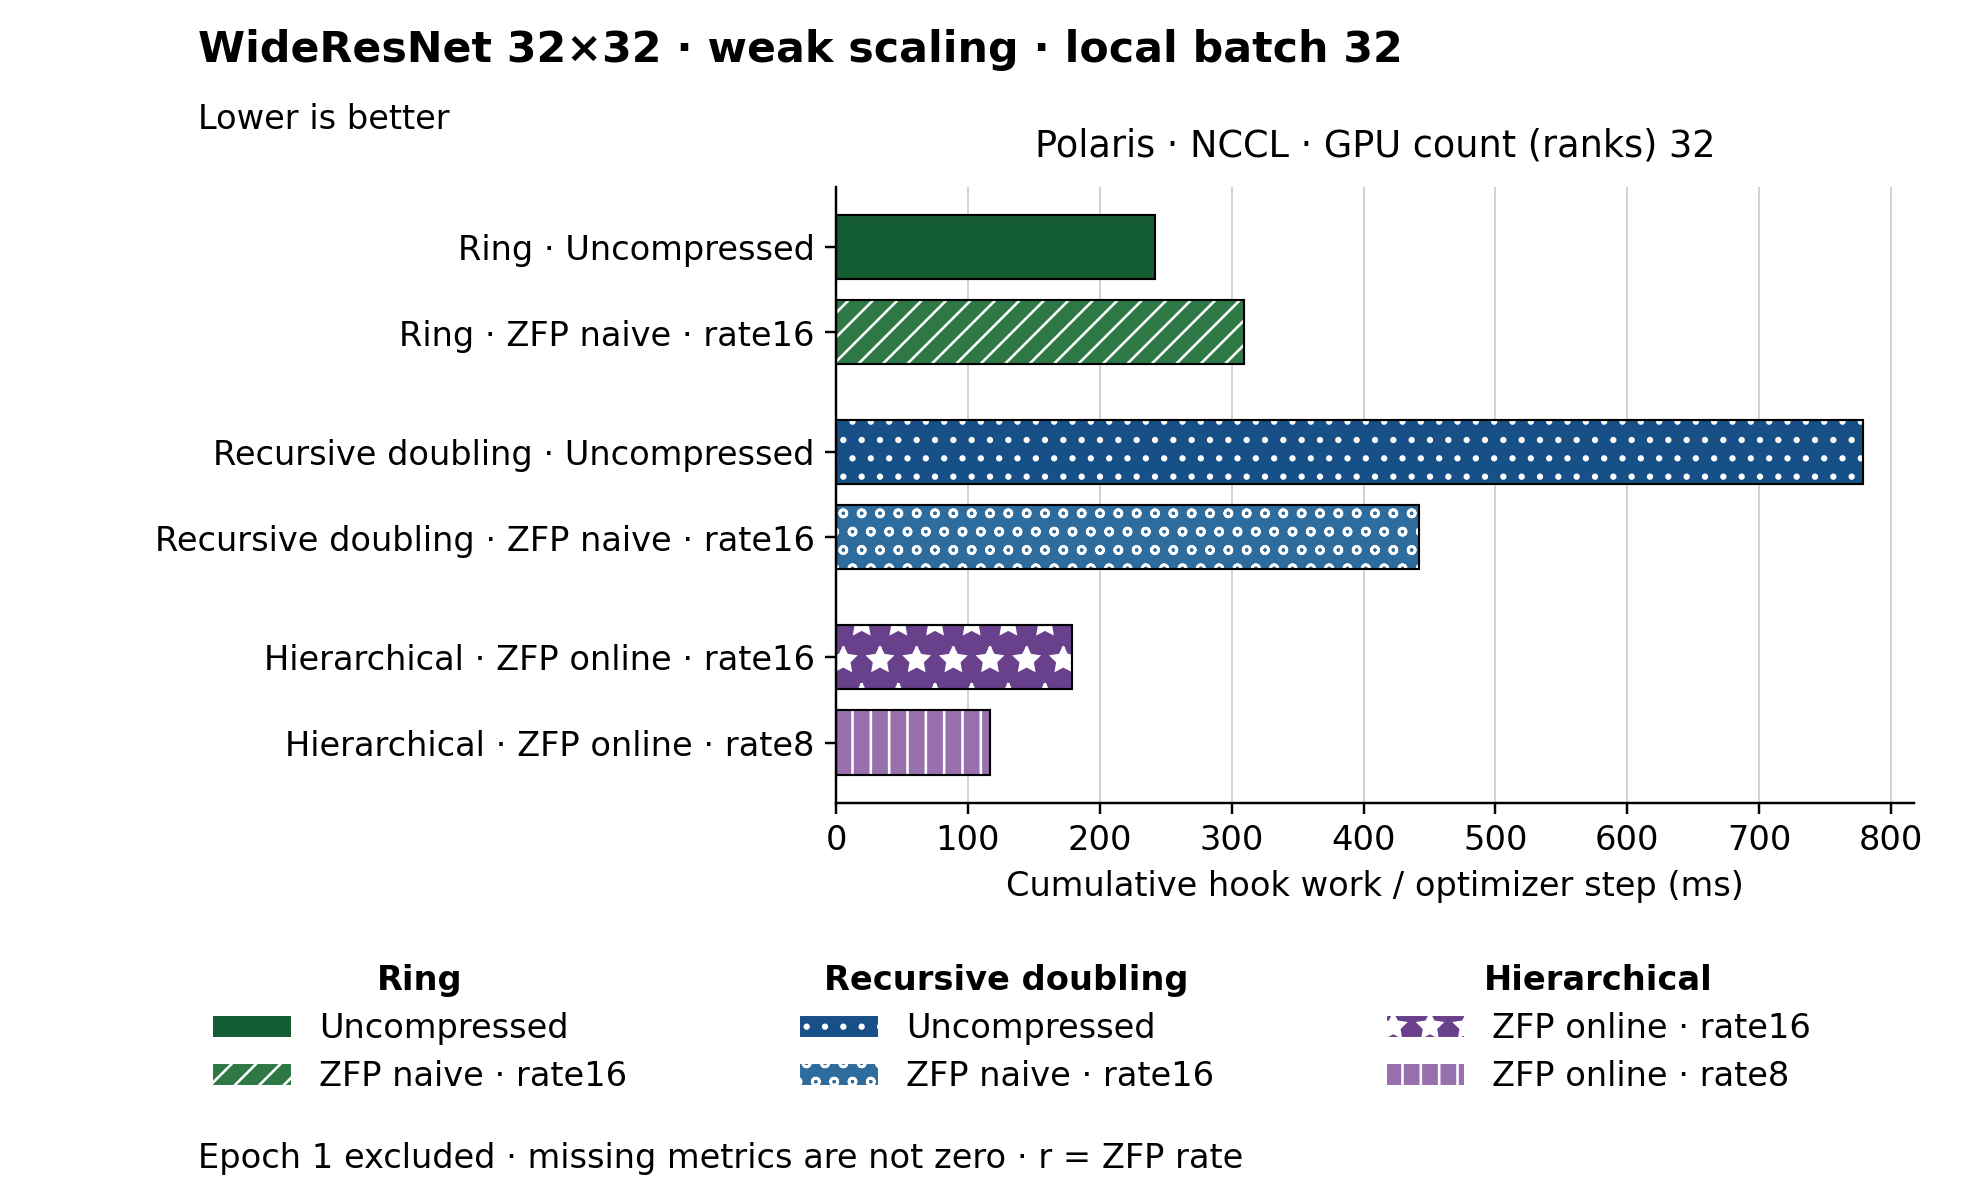 WideResNet 32×32 · weak scaling · local batch 32
Lower is better
Polaris · NCCL · GPU count (ranks) 32
Ring · Uncompressed
Ring · ZFP naive · rate16
Recursive doubling · Uncompressed
Recursive doubling · ZFP naive · rate16
Hierarchical · ZFP online · rate16
Hierarchical · ZFP online · rate8
0 100 200 300 400 500 600 700 800
Cumulative hook work / optimizer step (ms)
Ring Recursive doubling Hierarchical
Uncompressed Uncompressed ZFP online · rate16
ZFP naive · rate16 ZFP naive · rate16 ZFP online · rate8
Epoch 1 excluded · missing metrics are not zero · r = ZFP rate